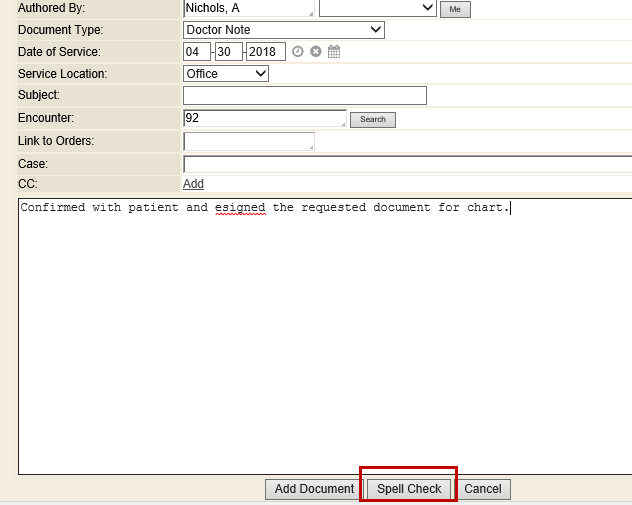 Authored By: Nichols, A Me
Document Type: Doctor Note
Date of Service: 04-30-2018
Service Location: Office
Subject:
Encounter: 92 Search
Link to Orders:
Case:
CC: Add
Confirmed with patient and esigned the requested document for chart.
Add Document Spell Check Cancel